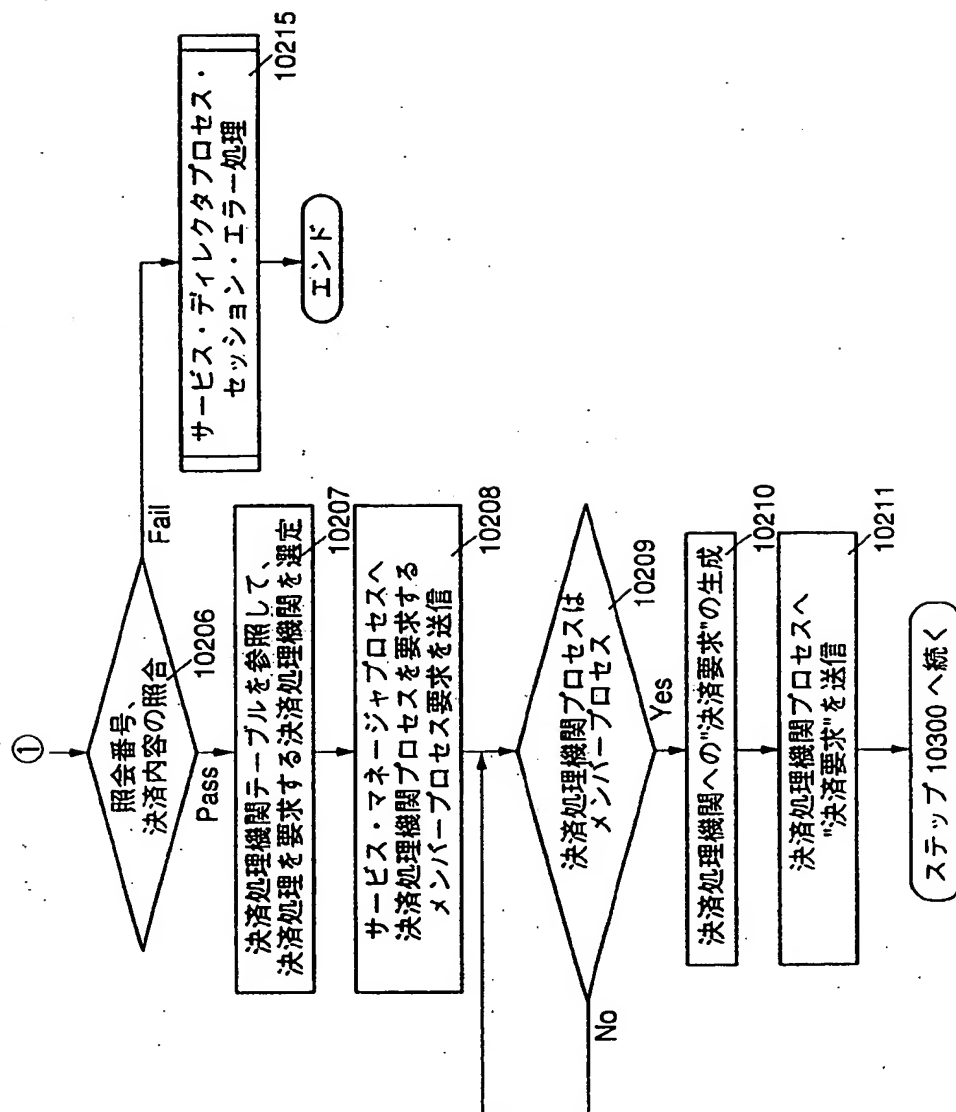 ①
照会番号、
決済内容の照合
10206
Fail
Pass
サービス・ディレクタプロセス・
セッション・エラー処理
10215
エンド
決済処理機関テーブルを参照して、
決済処理を要求する決済処理機関を選定
10207
サービス・マネージャプロセスへ
決済処理機関プロセスを要求する
メンバープロセス要求を送信
10208
決済処理機関プロセスは
メンバープロセス
10209
No
Yes
決済処理機関への"決済要求"の生成
10210
決済処理機関プロセスへ
"決済要求"を送信
10211
ステップ 10300 へ続く